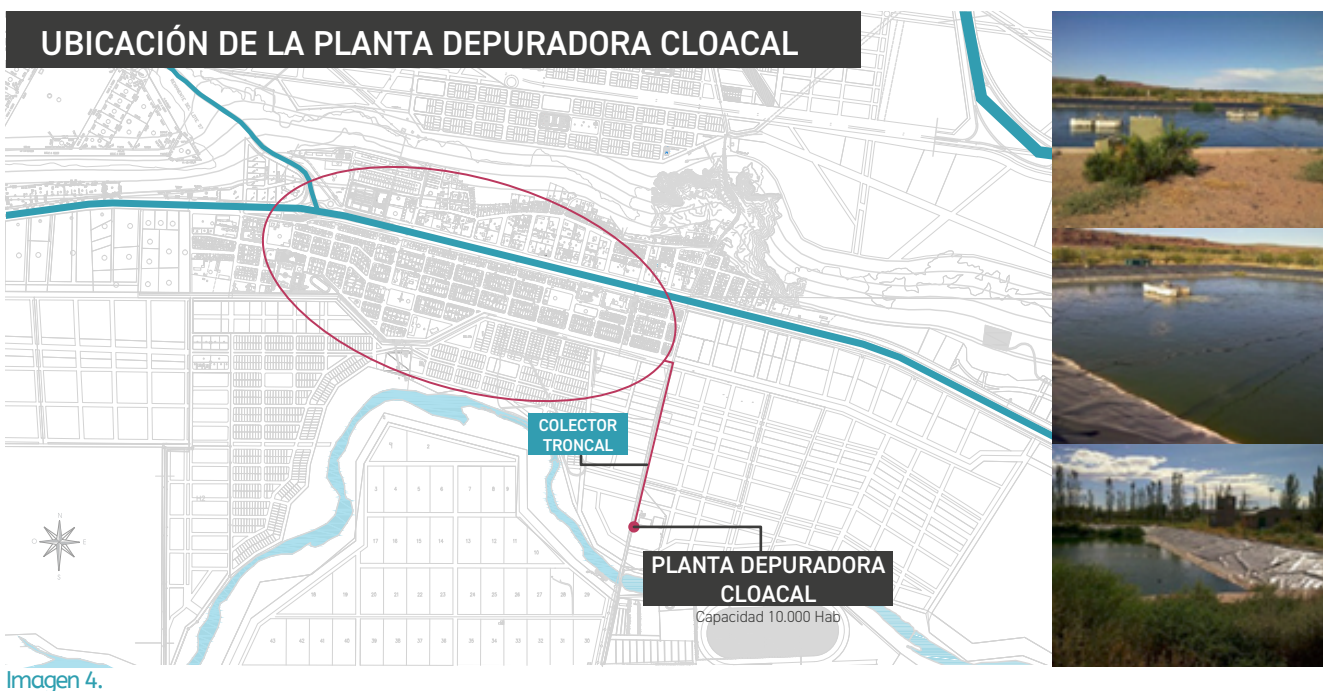 UBICACIÓN DE LA PLANTA DEPURADORA CLOACAL
COLECTOR
TRONCAL
PLANTA DEPURADORA
CLOACAL
Capacidad 10.000 Hab
Imagen 4.